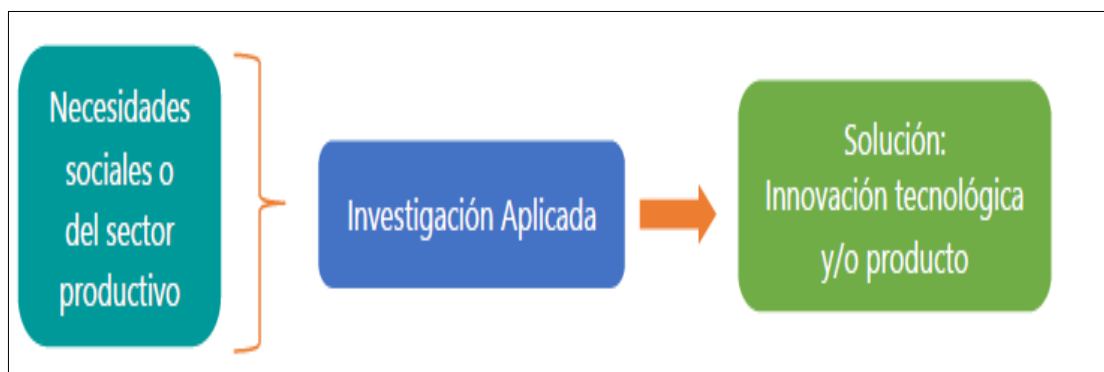 Necesidades
sociales o
del sector
productivo
Investigación Aplicada
Solución:
Innovación tecnológica
y/o producto